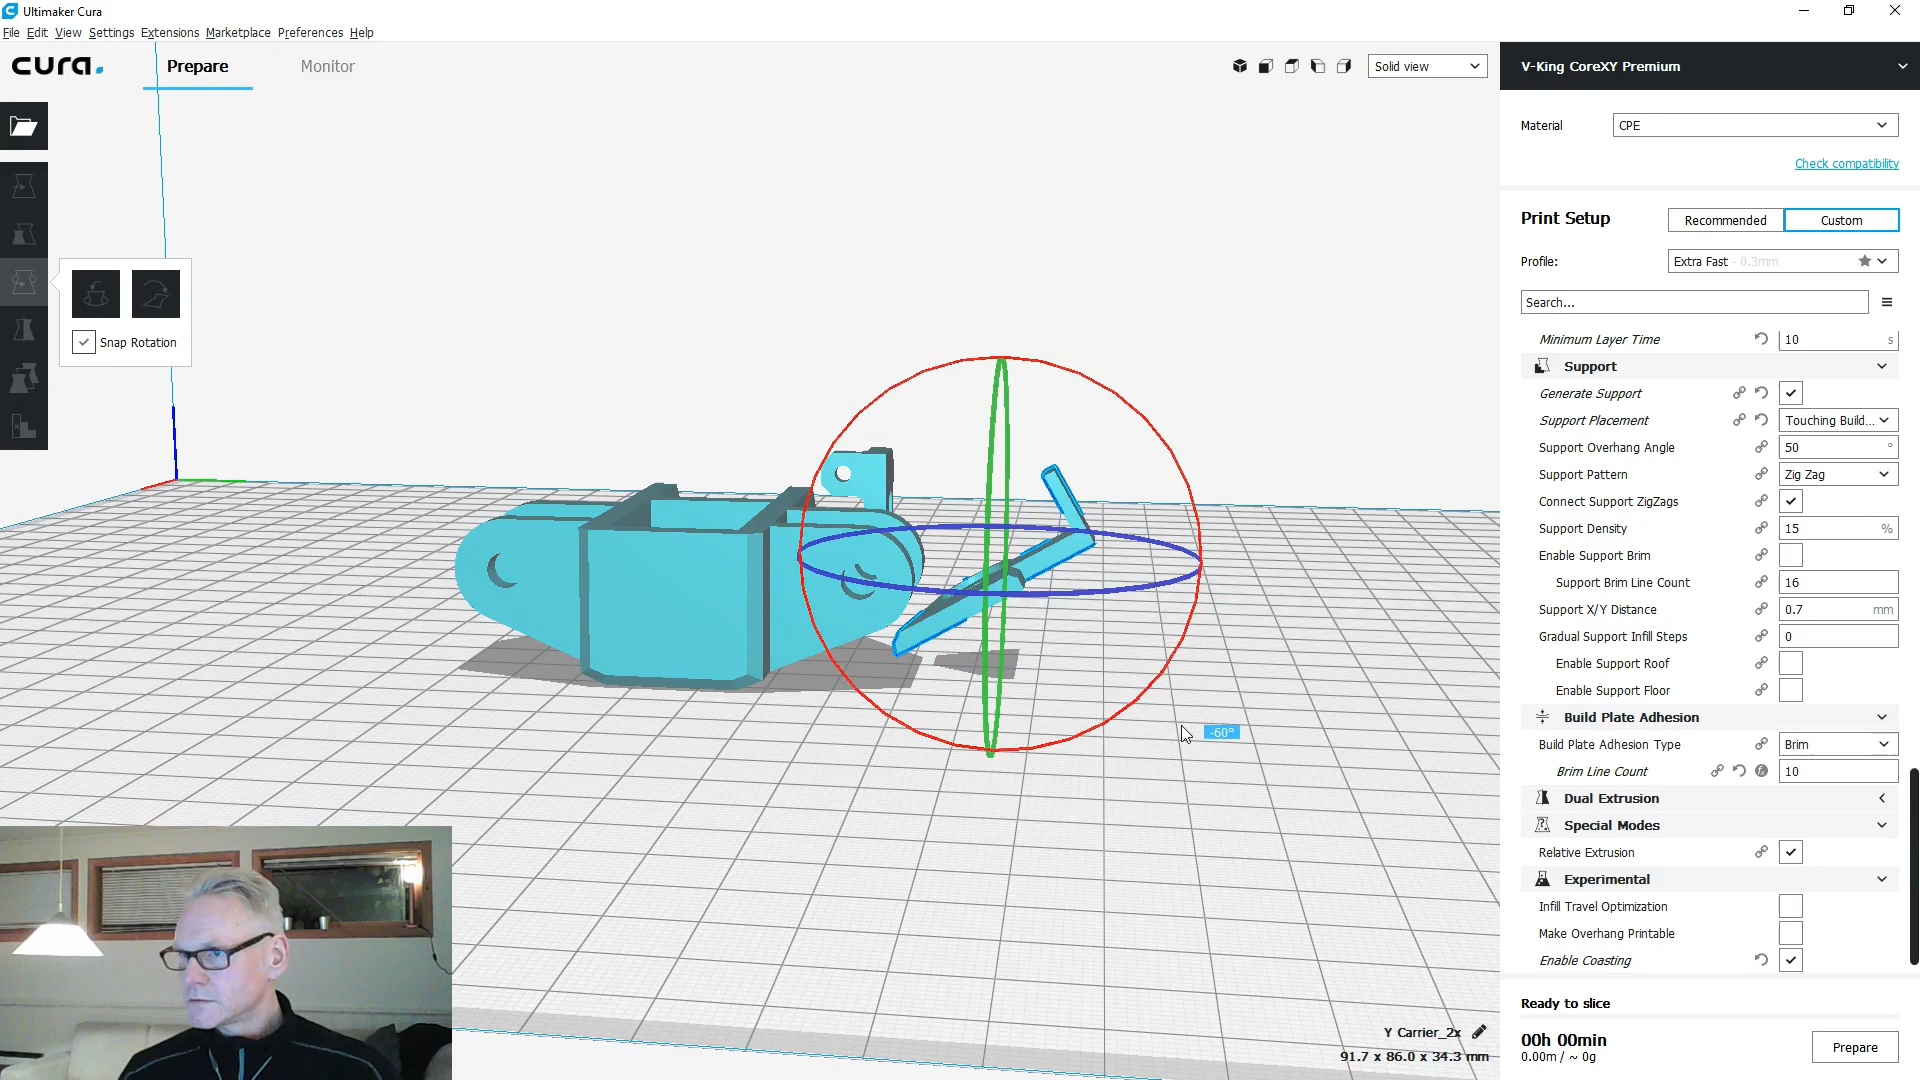 Ultimaker Cura
File Edit View Settings Extensions Marketplace Preferences Help
cura.
Prepare
Monitor
Solid view
V-King CoreXY Premium
Material
CPE
Check compatibility
Print Setup
Recommended
Custom
Profile:
Extra Fast - 0.3mm
Search...
Snap Rotation
Minimum Layer Time 10 s
Support
Generate Support
Support Placement Touching Build...
Support Overhang Angle 50 °
Support Pattern Zig Zag
Connect Support ZigZags
Support Density 15 %
Enable Support Brim
Support Brim Line Count 16
Support X/Y Distance 0.7 mm
Gradual Support Infill Steps 0
Enable Support Roof
Enable Support Floor
Build Plate Adhesion
-60°
Build Plate Adhesion Type Brim
Brim Line Count 10
Dual Extrusion
Special Modes
Relative Extrusion
Experimental
Infill Travel Optimization
Make Overhang Printable
Enable Coasting
Ready to slice
Y Carrier_2x
00h 00min
91.7 x 86.0 x 34.3 mm
0.00m / ~ 0g
Prepare